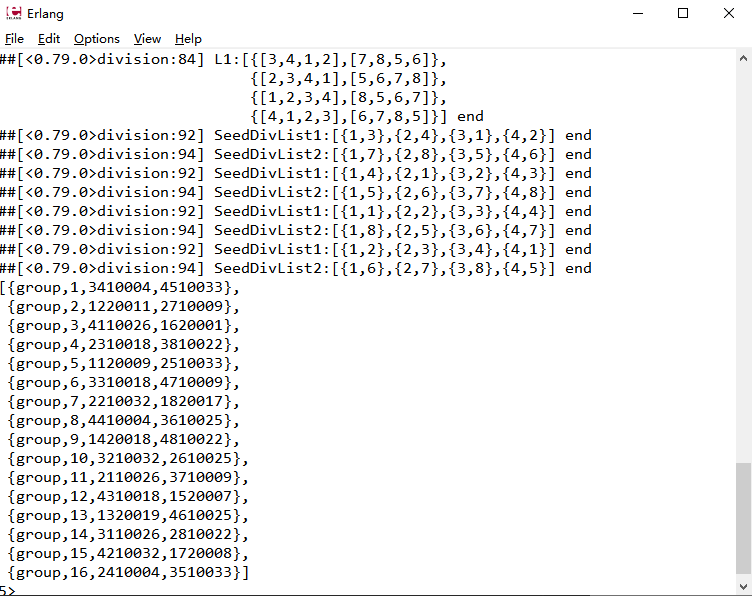 Erlang
File Edit Options View Help
##[<0.79.0>division:84] L1:[{[3,4,1,2],[7,8,5,6]},
{[2,3,4,1],[5,6,7,8]},
{[1,2,3,4],[8,5,6,7]},
{[4,1,2,3],[6,7,8,5]}] end
##[<0.79.0>division:92] SeedDivList1:[{1,3},{2,4},{3,1},{4,2}] end
##[<0.79.0>division:94] SeedDivList2:[{1,7},{2,8},{3,5},{4,6}] end
##[<0.79.0>division:92] SeedDivList1:[{1,4},{2,1},{3,2},{4,3}] end
##[<0.79.0>division:94] SeedDivList2:[{1,5},{2,6},{3,7},{4,8}] end
##[<0.79.0>division:92] SeedDivList1:[{1,1},{2,2},{3,3},{4,4}] end
##[<0.79.0>division:94] SeedDivList2:[{1,8},{2,5},{3,6},{4,7}] end
##[<0.79.0>division:92] SeedDivList1:[{1,2},{2,3},{3,4},{4,1}] end
##[<0.79.0>division:94] SeedDivList2:[{1,6},{2,7},{3,8},{4,5}] end
[{group,1,3410004,4510033},
{group,2,1220011,2710009},
{group,3,4110026,1620001},
{group,4,2310018,3810022},
{group,5,1120009,2510033},
{group,6,3310018,4710009},
{group,7,2210032,1820017},
{group,8,4410004,3610025},
{group,9,1420018,4810022},
{group,10,3210032,2610025},
{group,11,2110026,3710009},
{group,12,4310018,1520007},
{group,13,1320019,4610025},
{group,14,3110026,2810022},
{group,15,4210032,1720008},
{group,16,2410004,3510033}]
5>